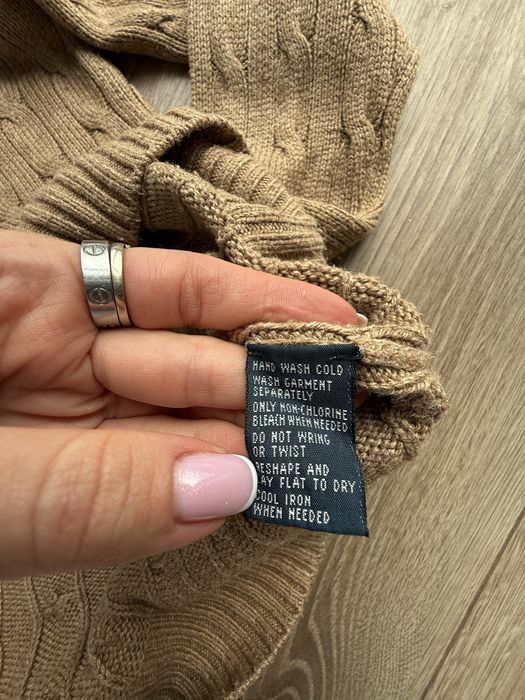 HAND WASH COLD
WASH GARMENT
SEPARATELY
ONLY NON-CHLORINE
BLEACH WHEN NEEDED
DO NOT WRING
OR TWIST
RESHAPE AND
LAY FLAT TO DRY
COOL IRON
WHEN NEEDED